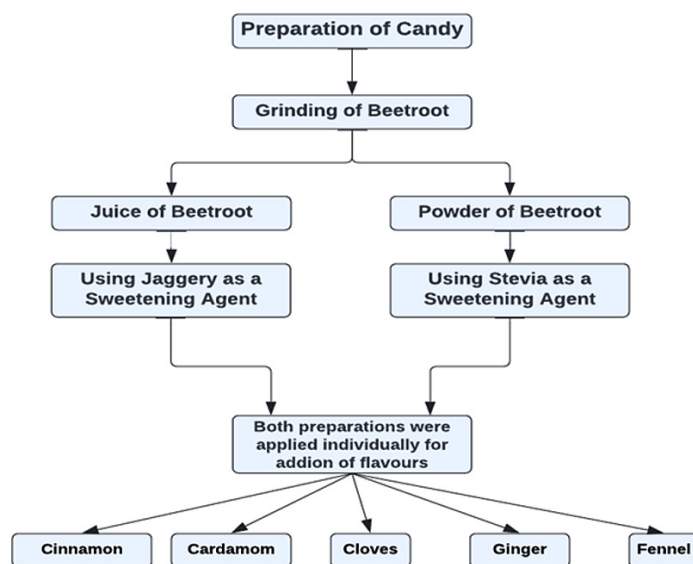 Preparation of Candy
Grinding of Beetroot
Juice of Beetroot
Powder of Beetroot
Using Jaggery as a
Sweetening Agent
Using Stevia as a
Sweetening Agent
Both preparations were
applied individually for
addion of flavours
Cinnamon
Cardamom
Cloves
Ginger
Fennel